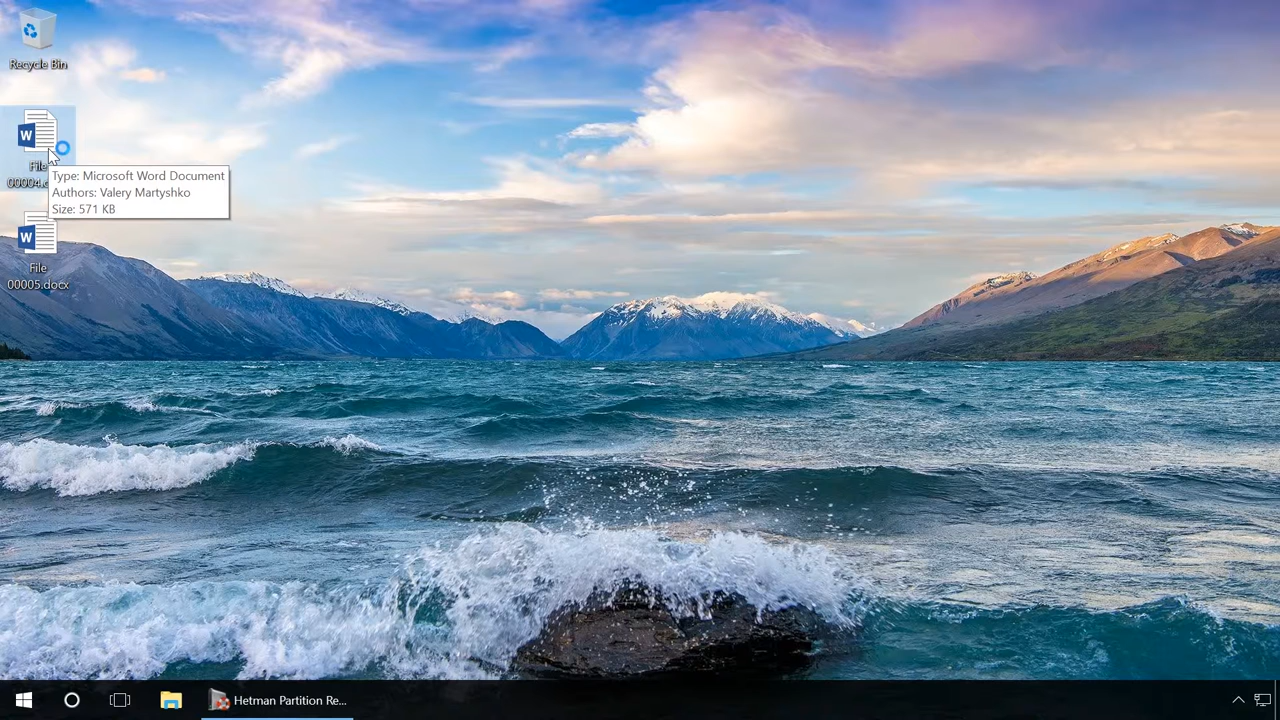 Recycle Bin
W
File
00004.
Type: Microsoft Word Document
Authors: Valery Martyshko
Size: 571 KB
W
File
00005.docx
Hetman Partition Re...